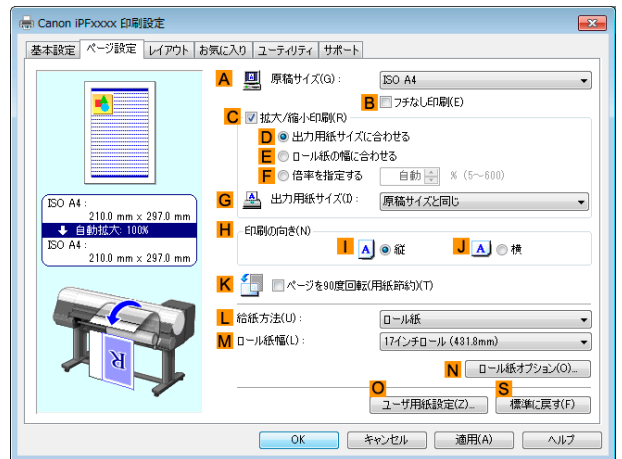 Canon iPFxxxx 印刷設定
基本設定 ページ設定 レイアウト お気に入り ユーティリティ サポート
A 原稿サイズ(G): ISO A4
B フチなし印刷(E)
C 拡大/縮小印刷(R)
D 出力用紙サイズに合わせる
E ロール紙の幅に合わせる
F 倍率を指定する 自動 % (5～600)
G 出力用紙サイズ(I): 原稿サイズと同じ
ISO A4 :
210.0 mm x 297.0 mm
自動拡大: 100%
ISO A4 :
210.0 mm x 297.0 mm
H 印刷の向き(N)
I A 縦 J A 横
K ページを90度回転(用紙節約)(T)
L 給紙方法(U): ロール紙
M ロール紙幅(L): 17インチロール (431.8mm)
R
N ロール紙オプション(O)...
O S
ユーザ用紙設定(Z)... 標準に戻す(F)
OK キャンセル 適用(A) ヘルプ